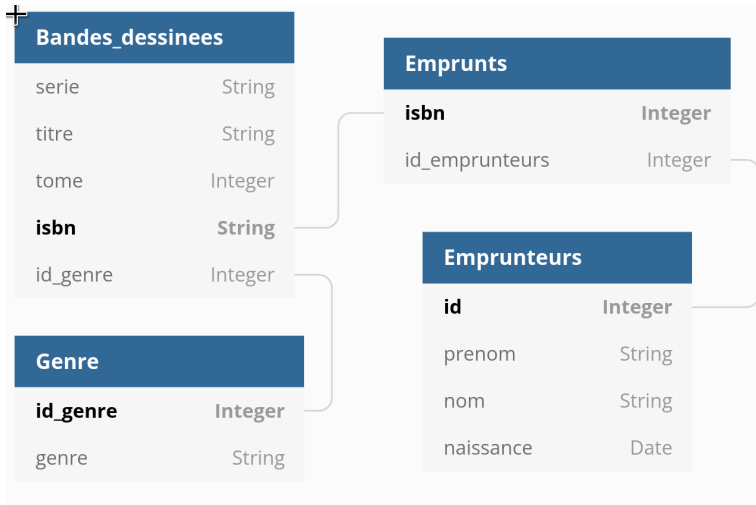 Bandes_dessinees
serie String
titre String
tome Integer
isbn String
id_genre Integer
Genre
id_genre Integer
genre String
Emprunts
isbn Integer
id_emprunteurs Integer
Emprunteurs
id Integer
prenom String
nom String
naissance Date